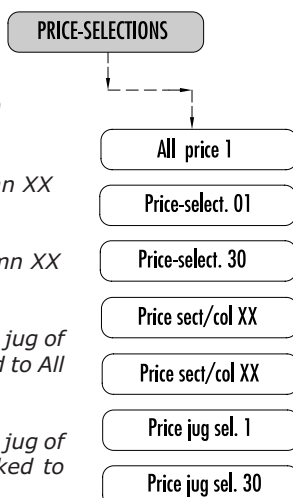 PRICE-SELECTIONS
All price 1
nn XX
Price-select. 01
mn XX
Price-select. 30
Price sect/col XX
jug of
d to All
Price sect/col XX
jug of
ked to
Price jug sel. 1
Price jug sel. 30